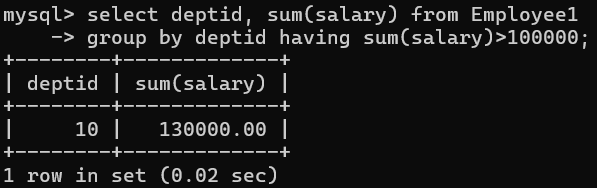 mysql> select deptid, sum(salary) from Employee1
    -> group by deptid having sum(salary)>100000;
+--------+-------------+
| deptid | sum(salary) |
+--------+-------------+
|     10 |   130000.00 |
+--------+-------------+
1 row in set (0.02 sec)